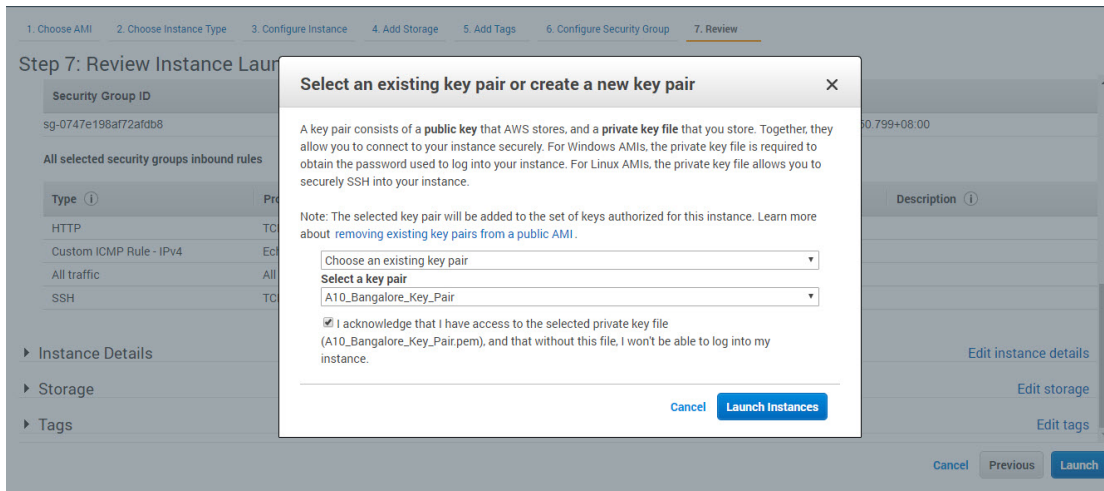 1. Choose AMI 2. Choose Instance Type 3. Configure Instance 4. Add Storage 5. Add Tags 6. Configure Security Group 7. Review
Step 7: Review Instance Laun
Security Group ID
sg-0747e198af72afdb8
50.799+08:00
All selected security groups inbound rules
Type Description
HTTP TC
Custom ICMP Rule - IPv4
All traffic All
SSH TC
Instance Details Edit instance details
Storage Edit storage
Tags Edit tags
Cancel Previous Launch
Select an existing key pair or create a new key pair
A key pair consists of a public key that AWS stores, and a private key file that you store. Together, they
allow you to connect to your instance securely. For Windows AMIs, the private key file is required to
obtain the password used to log into your instance. For Linux AMIs, the private key file allows you to
securely SSH into your instance.
Note: The selected key pair will be added to the set of keys authorized for this instance. Learn more
about removing existing key pairs from a public AMI.
Choose an existing key pair
Select a key pair
A10_Bangalore_Key_Pair
I acknowledge that I have access to the selected private key file
(A10_Bangalore_Key_Pair.pem), and that without this file, I won't be able to log into my
instance.
Cancel Launch Instances